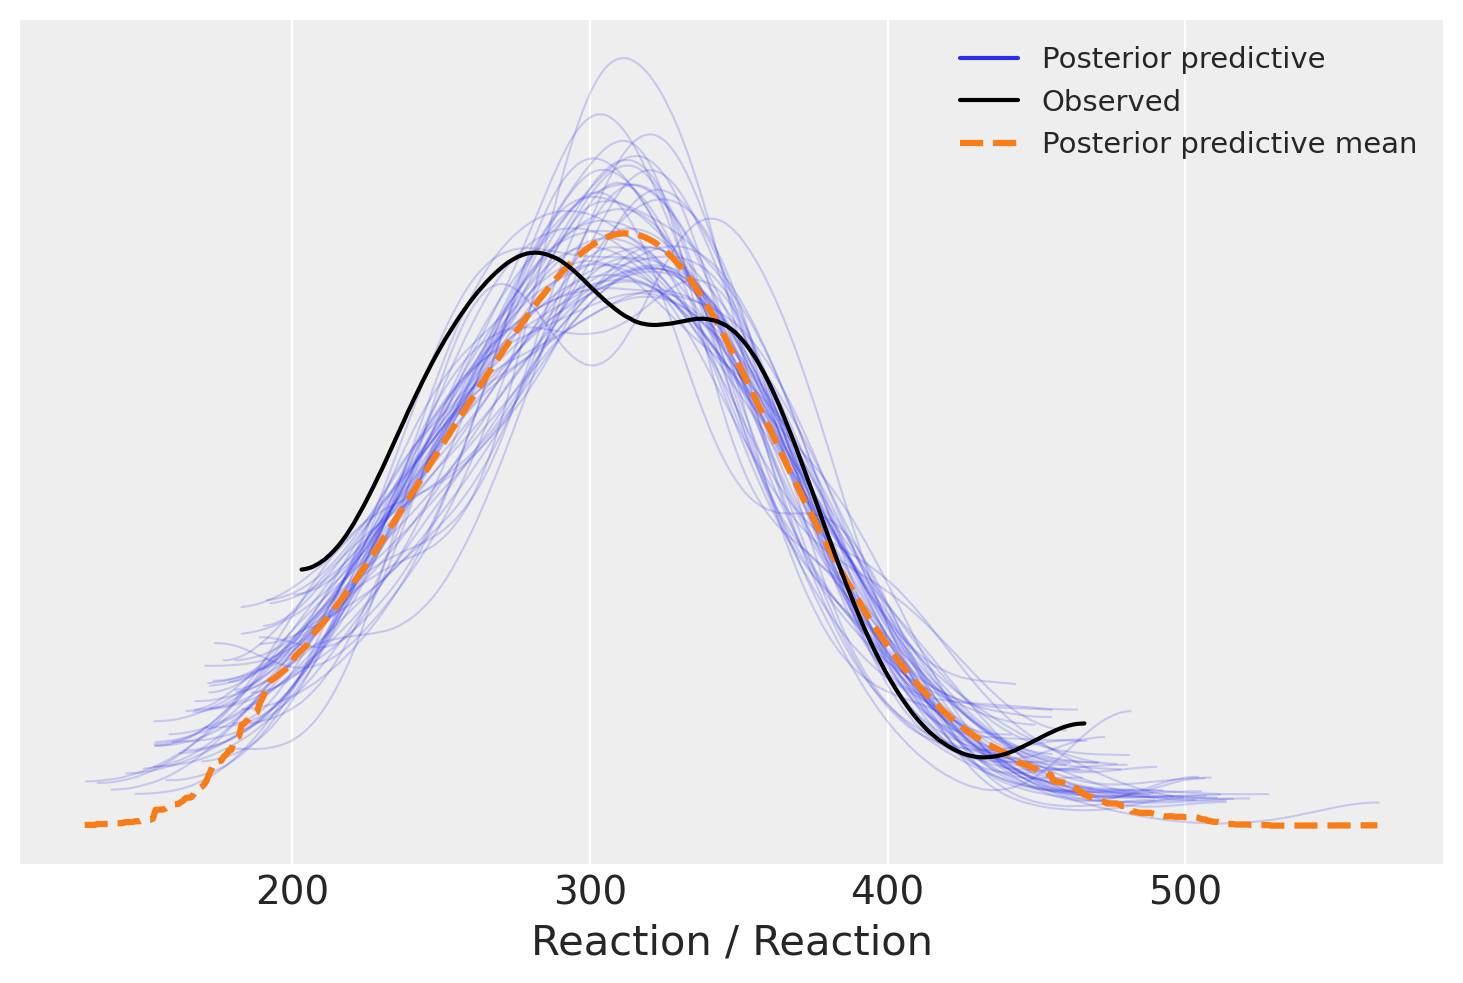 Posterior predictive
Observed
Posterior predictive mean
200 300 400 500
Reaction / Reaction